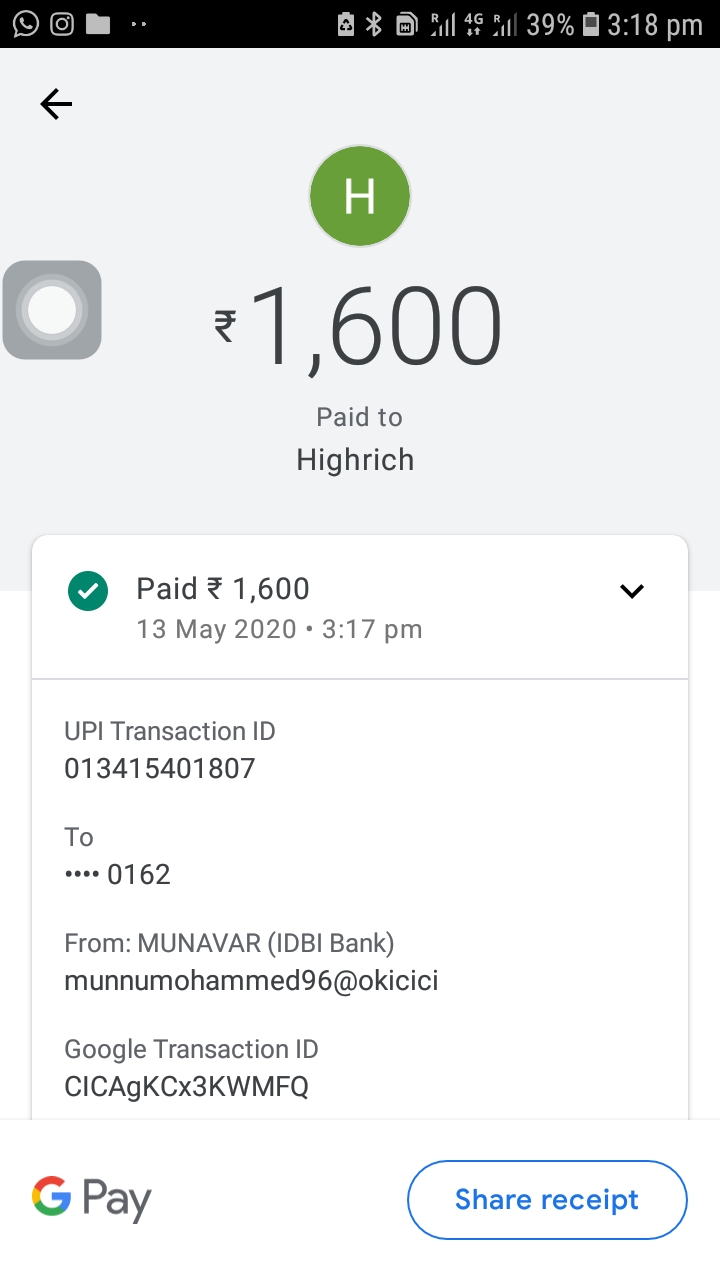 R 4G R 39% 3:18 pm
H
₹1,600
Paid to
Highrich
Paid ₹ 1,600
13 May 2020 • 3:17 pm
UPI Transaction ID
013415401807
To
•••• 0162
From: MUNAVAR (IDBI Bank)
munnumohammed96@okicici
Google Transaction ID
CICAgKCx3KWMFQ
G Pay
Share receipt